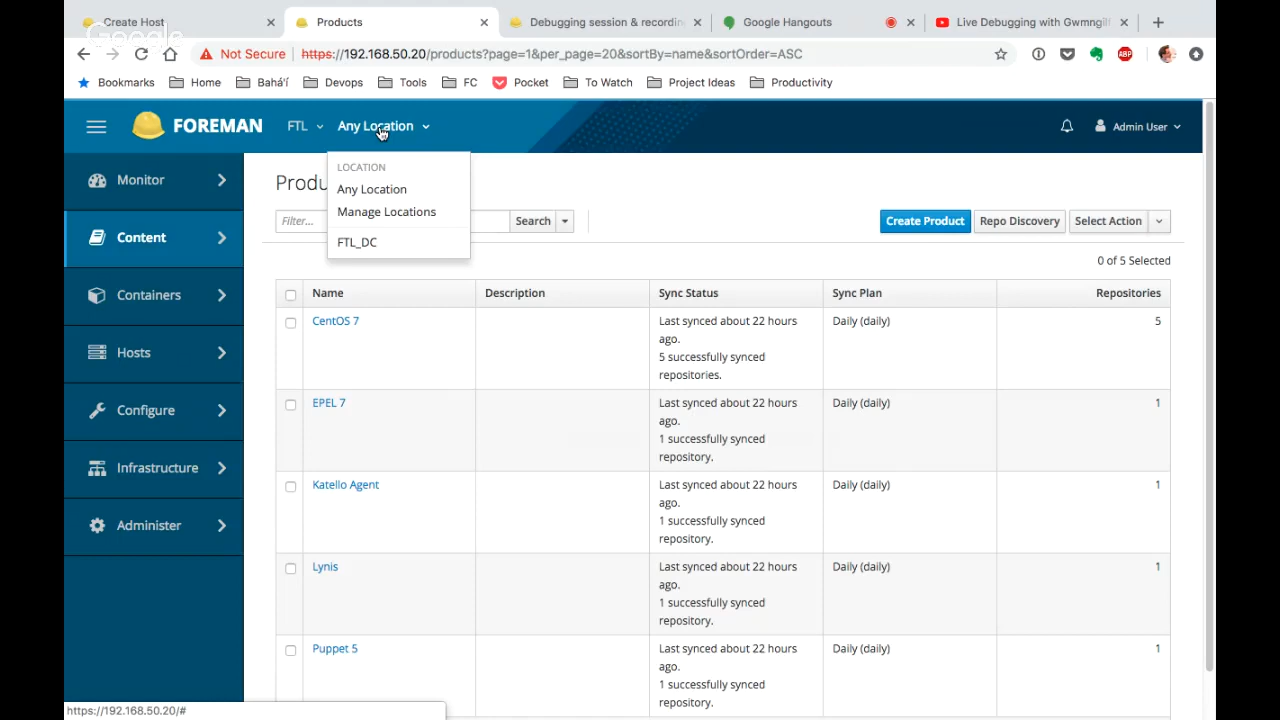 Create Host
Products
Debugging session & recordin
Google Hangouts
Live Debugging with Gwmngilf
Google
Not Secure
https://192.168.50.20/products?page=1&per_page=20&sortBy=name&sortOrder=ASC
ABP
Bookmarks
Home
Bahá'í
Devops
Tools
FC
Pocket
To Watch
Project Ideas
Productivity
FOREMAN
FTL
Any Location
Admin User
LOCATION
Any Location
Manage Locations
FTL_DC
Monitor
Content
Containers
Hosts
Configure
Infrastructure
Administer
Produ
Filter...
Search
Create Product
Repo Discovery
Select Action
0 of 5 Selected
Name
Description
Sync Status
Sync Plan
Repositories
CentOS 7
Last synced about 22 hours
ago.
5 successfully synced
repositories.
Daily (daily)
5
EPEL 7
Last synced about 22 hours
ago.
1 successfully synced
repository.
Daily (daily)
1
Katello Agent
Last synced about 22 hours
ago.
1 successfully synced
repository.
Daily (daily)
1
Lynis
Last synced about 22 hours
ago.
1 successfully synced
repository.
Daily (daily)
1
Puppet 5
Last synced about 22 hours
ago.
1 successfully synced
repository.
Daily (daily)
1
https://192.168.50.20/#